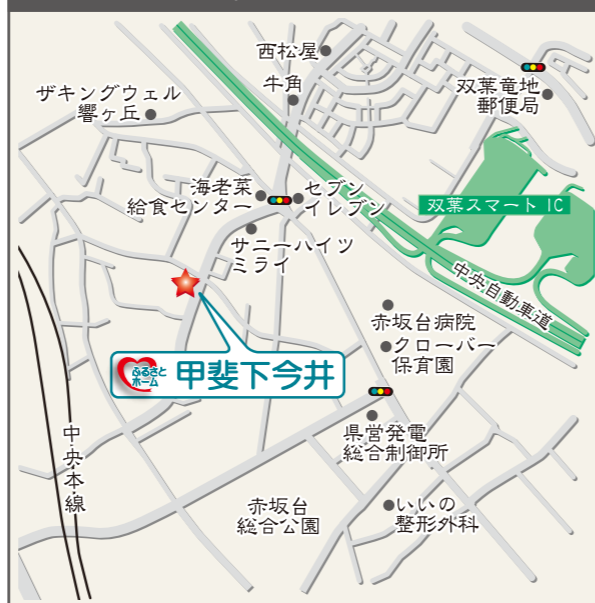 西松屋
牛角
双葉竜地
郵便局
ザキングウェル
響ヶ丘
海老菜
給食センター
セブン
イレブン
双葉スマートIC
サニーハイツ
ミライ
中央自動車道
赤坂台病院
クローバー
保育園
ふるさと
ホーム
甲斐下今井
県営発電
総合制御所
中央本線
赤坂台
総合公園
いいの
整形外科